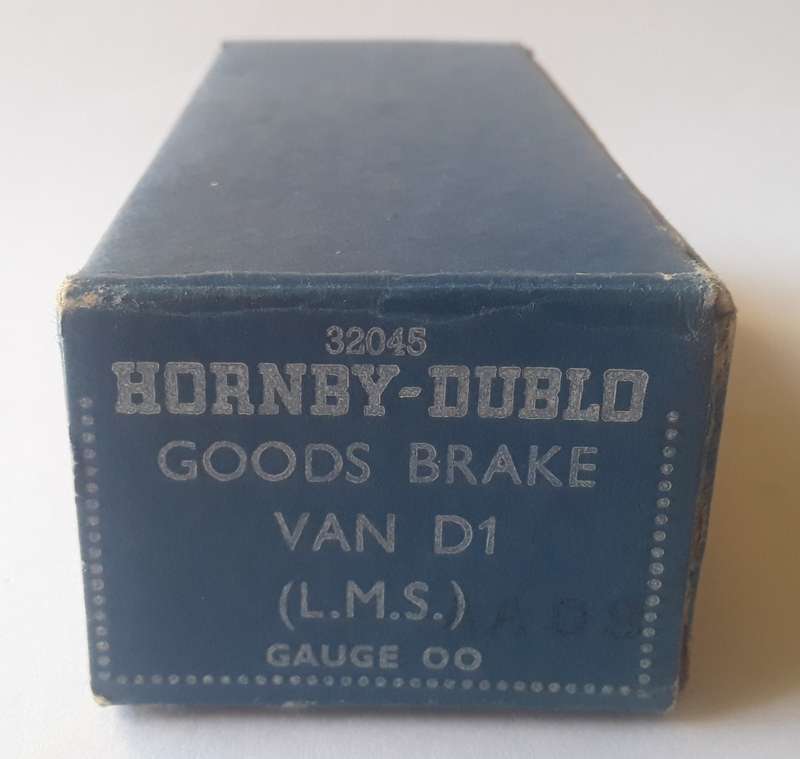 32045
HORNBY-DUBLO
GOODS BRAKE
VAN D1
(L.M.S.)
GAUGE OO